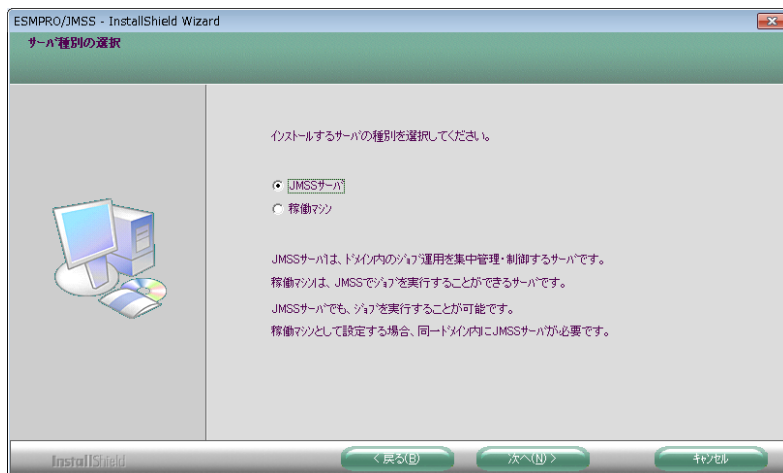 ESMPRO/JMSS - InstallShield Wizard
ｻｰﾊﾞ種別の選択
ｲﾝｽﾄｰﾙするｻｰﾊﾞの種別を選択してください。
JMSSｻｰﾊﾞ
稼働ﾏｼﾝ
JMSSｻｰﾊﾞは、ﾄﾞﾒｲﾝ内のｼﾞｮﾌﾞ運用を集中管理・制御するｻｰﾊﾞです。
稼働ﾏｼﾝは、JMSSでｼﾞｮﾌﾞを実行することができるｻｰﾊﾞです。
JMSSｻｰﾊﾞでも、ｼﾞｮﾌﾞを実行することが可能です。
稼働ﾏｼﾝとして設定する場合、同一ﾄﾞﾒｲﾝ内にJMSSｻｰﾊﾞが必要です。
InstallShield
< 戻る(B)
次へ(N) >
ｷｬﾝｾﾙ